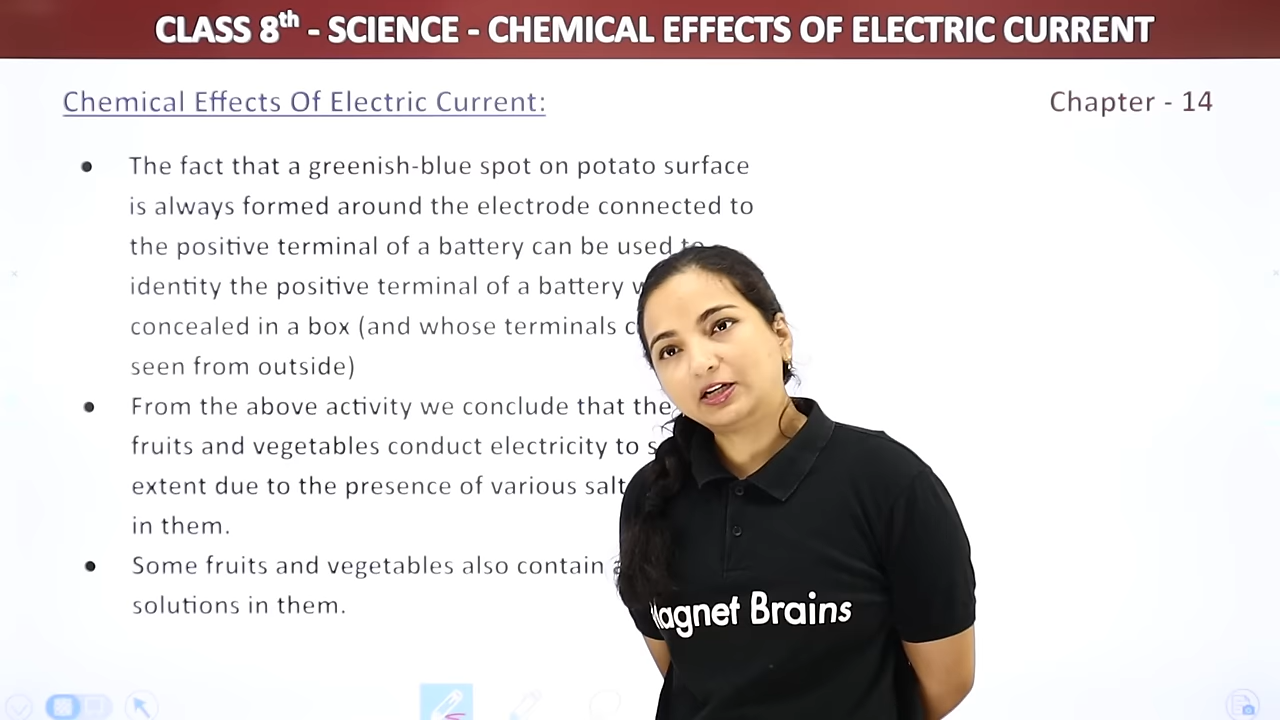 CLASS 8th - SCIENCE - CHEMICAL EFFECTS OF ELECTRIC CURRENT
Chemical Effects Of Electric Current:
Chapter - 14
The fact that a greenish-blue spot on potato surface
is always formed around the electrode connected to
the positive terminal of a battery can be used to
identity the positive terminal of a battery
concealed in a box (and whose terminals
seen from outside)
From the above activity we conclude that the
fruits and vegetables conduct electricity to
extent due to the presence of various
in them.
Some fruits and vegetables also contain
solutions in them.
Magnet Brains